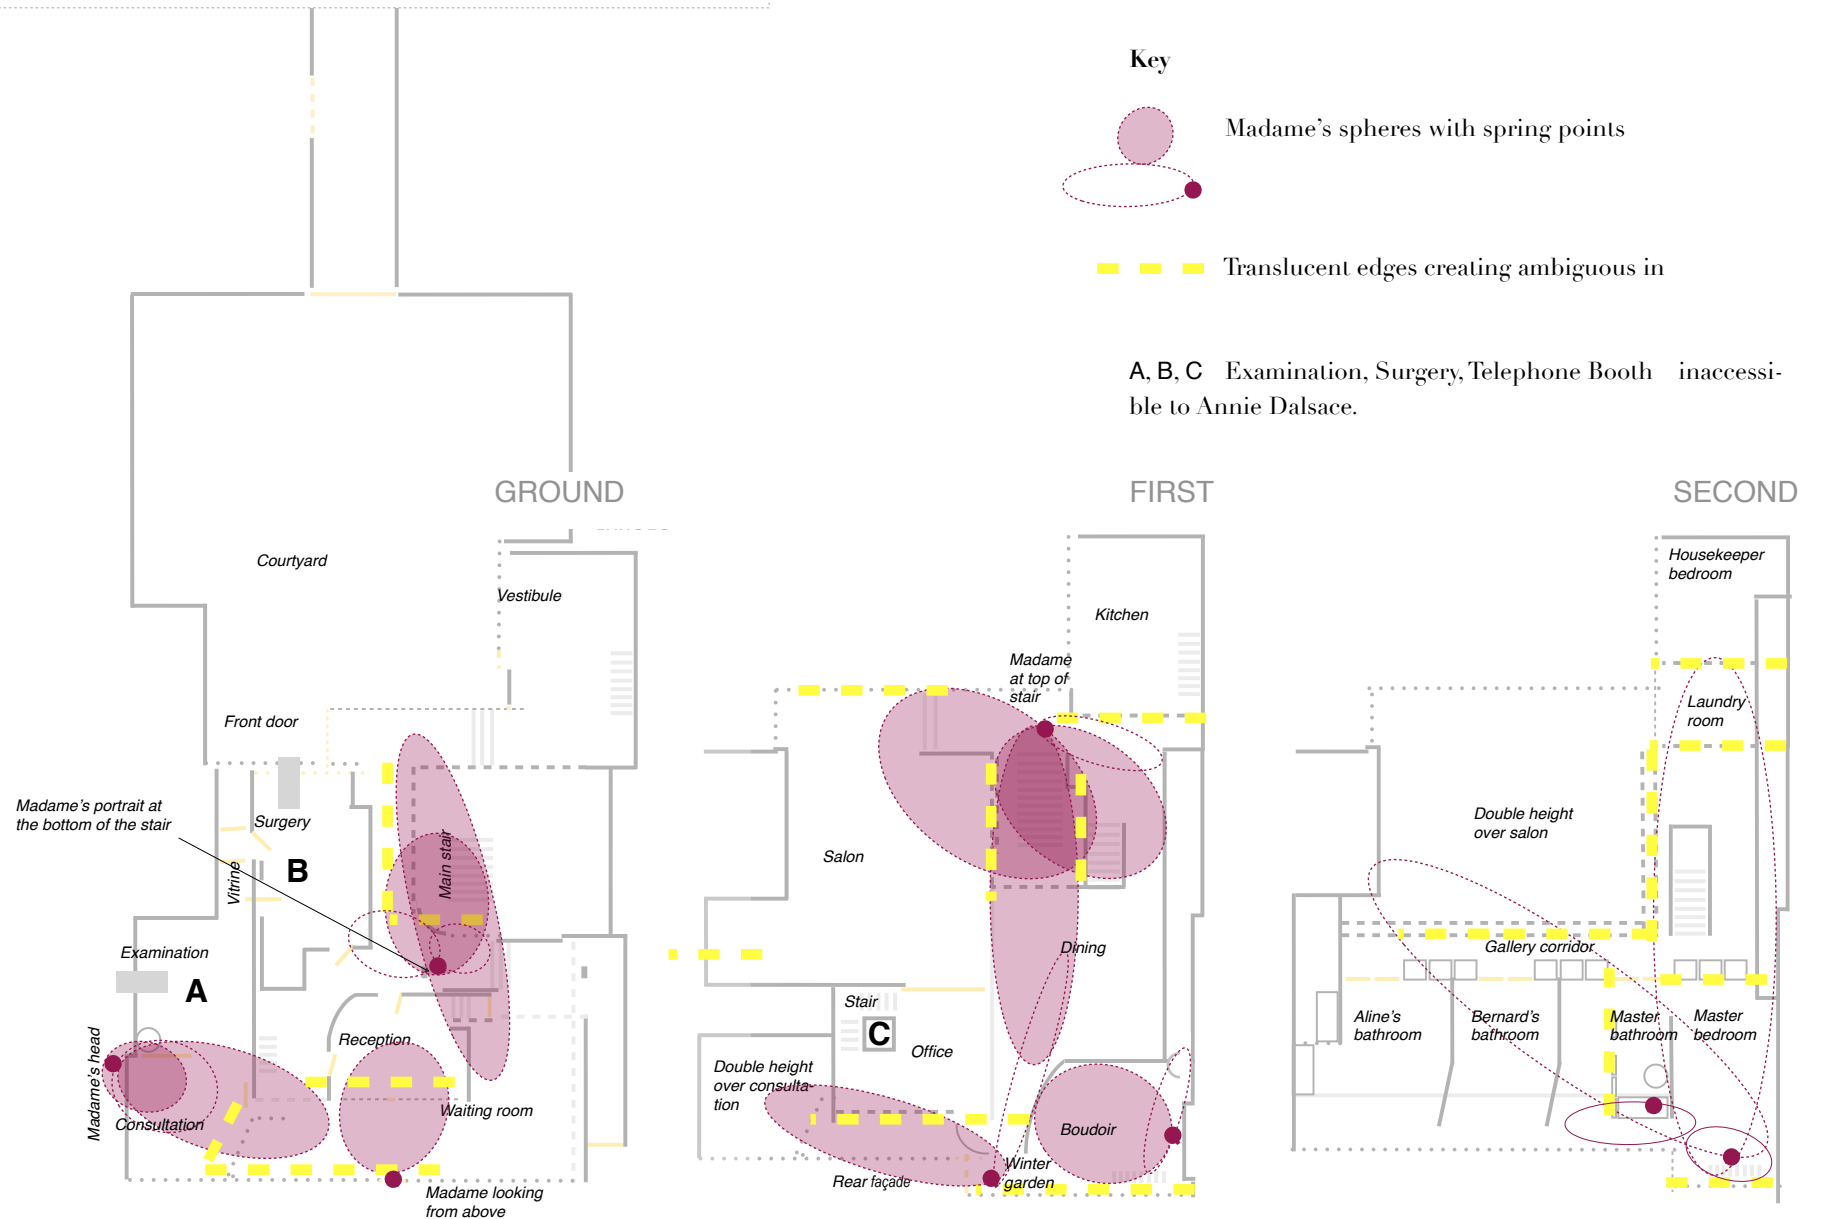 Key
Madame's spheres with spring points
Translucent edges creating ambiguous in
A, B, C Examination, Surgery, Telephone Booth inaccessi-
ble to Annie Dalsace.
GROUND
Courtyard
Vestibule
Front door
Madame's portrait at
the bottom of the stair
Surgery
B
Vitrine
Main stair
Examination
A
Madame's head
Reception
Consultation
Waiting room
Madame looking
from above
FIRST
Kitchen
Madame
at top of
stair
Salon
Dining
Stair
C
Office
Double height
over consulta-
tion
Boudoir
Winter
garden
Rear façade
SECOND
Housekeeper
bedroom
Laundry
room
Double height
over salon
Gallery corridor
Aline's
bathroom
Bernard's
bathroom
Master
bathroom
Master
bedroom